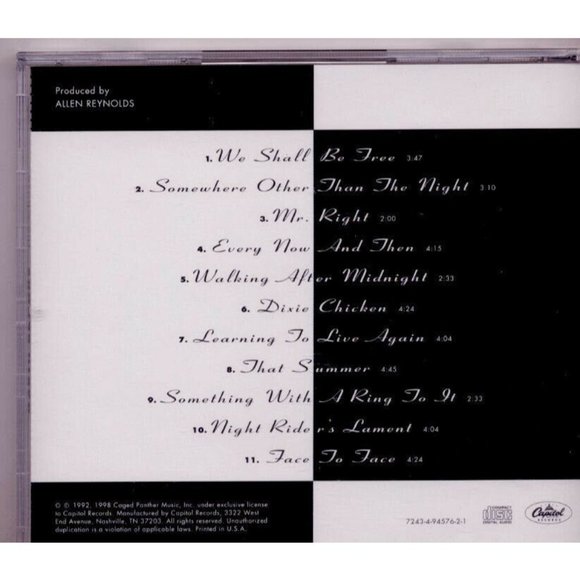 Produced by
ALLEN REYNOLDS
1. We Shall Be Free 3:47
2. Somewhere Other Than The Night 3:10
3. Mr. Right 2:00
4. Every Now And Then 4:15
5. Walking After Midnight 2:33
6. Dixie Chicken 4:24
7. Learning To Live Again 4:04
8. That Summer 4:45
9. Something With A Ring To It 2:33
10. Night Rider's Lament 4:04
11. Face To Face 4:24
© ℗ 1992, 1998 Caged Panther Music, Inc. under exclusive license
to Capitol Records. Manufactured by Capitol Records, 3322 West
End Avenue, Nashville, TN 37203. All rights reserved. Unauthorized
duplication is a violation of applicable laws. Printed in U.S.A.
7243-4-94576-2-1
COMPACT
disc
DIGITAL AUDIO
Capitol
RECORDS